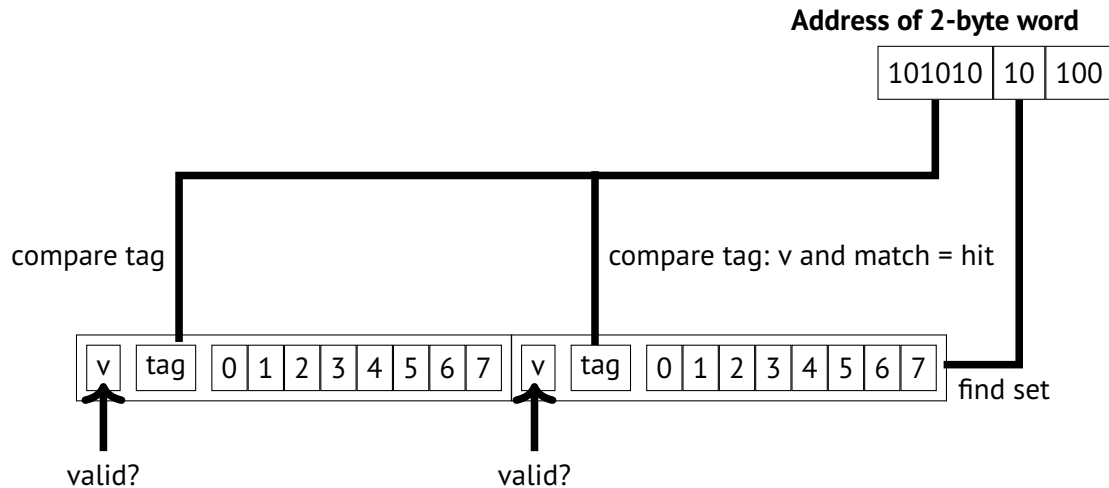 Address of 2-byte word
101010 10 100
compare tag
compare tag: v and match = hit
v tag 0 1 2 3 4 5 6 7 v tag 0 1 2 3 4 5 6 7
find set
valid? valid?